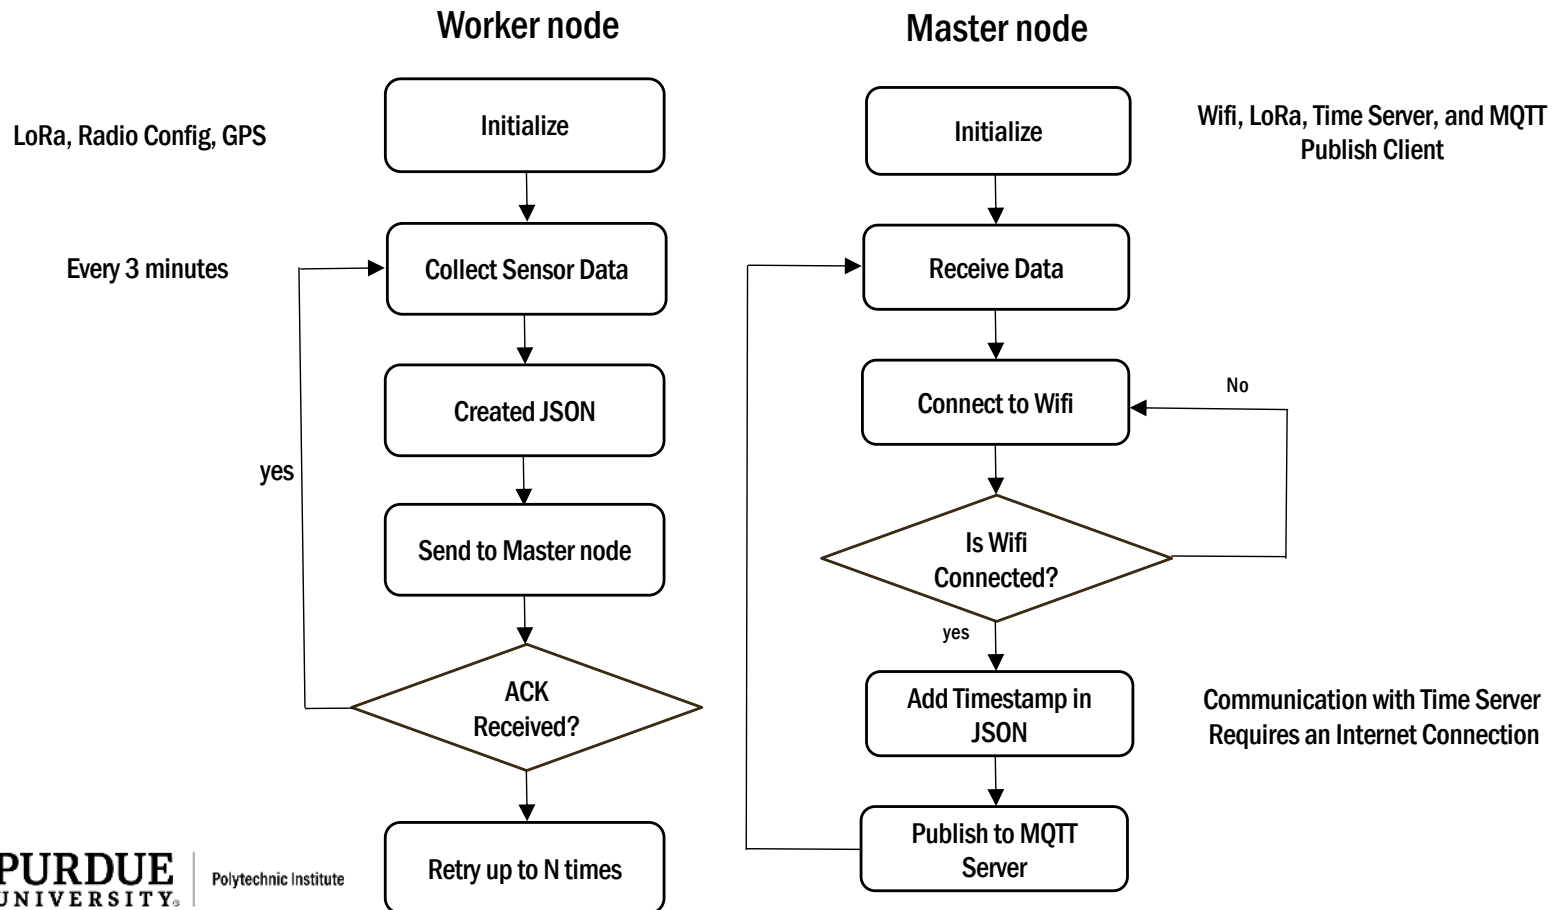 Worker node
Master node
Initialize
LoRa, Radio Config, GPS
Initialize
Wifi, LoRa, Time Server, and MQTT
Publish Client
Every 3 minutes
Collect Sensor Data
Receive Data
Created JSON
Connect to Wifi
No
yes
Send to Master node
Is Wifi
Connected?
yes
ACK
Received?
Add Timestamp in
JSON
Communication with Time Server
Requires an Internet Connection
Retry up to N times
Publish to MQTT
Server
PURDUE
UNIVERSITY®
Polytechnic Institute